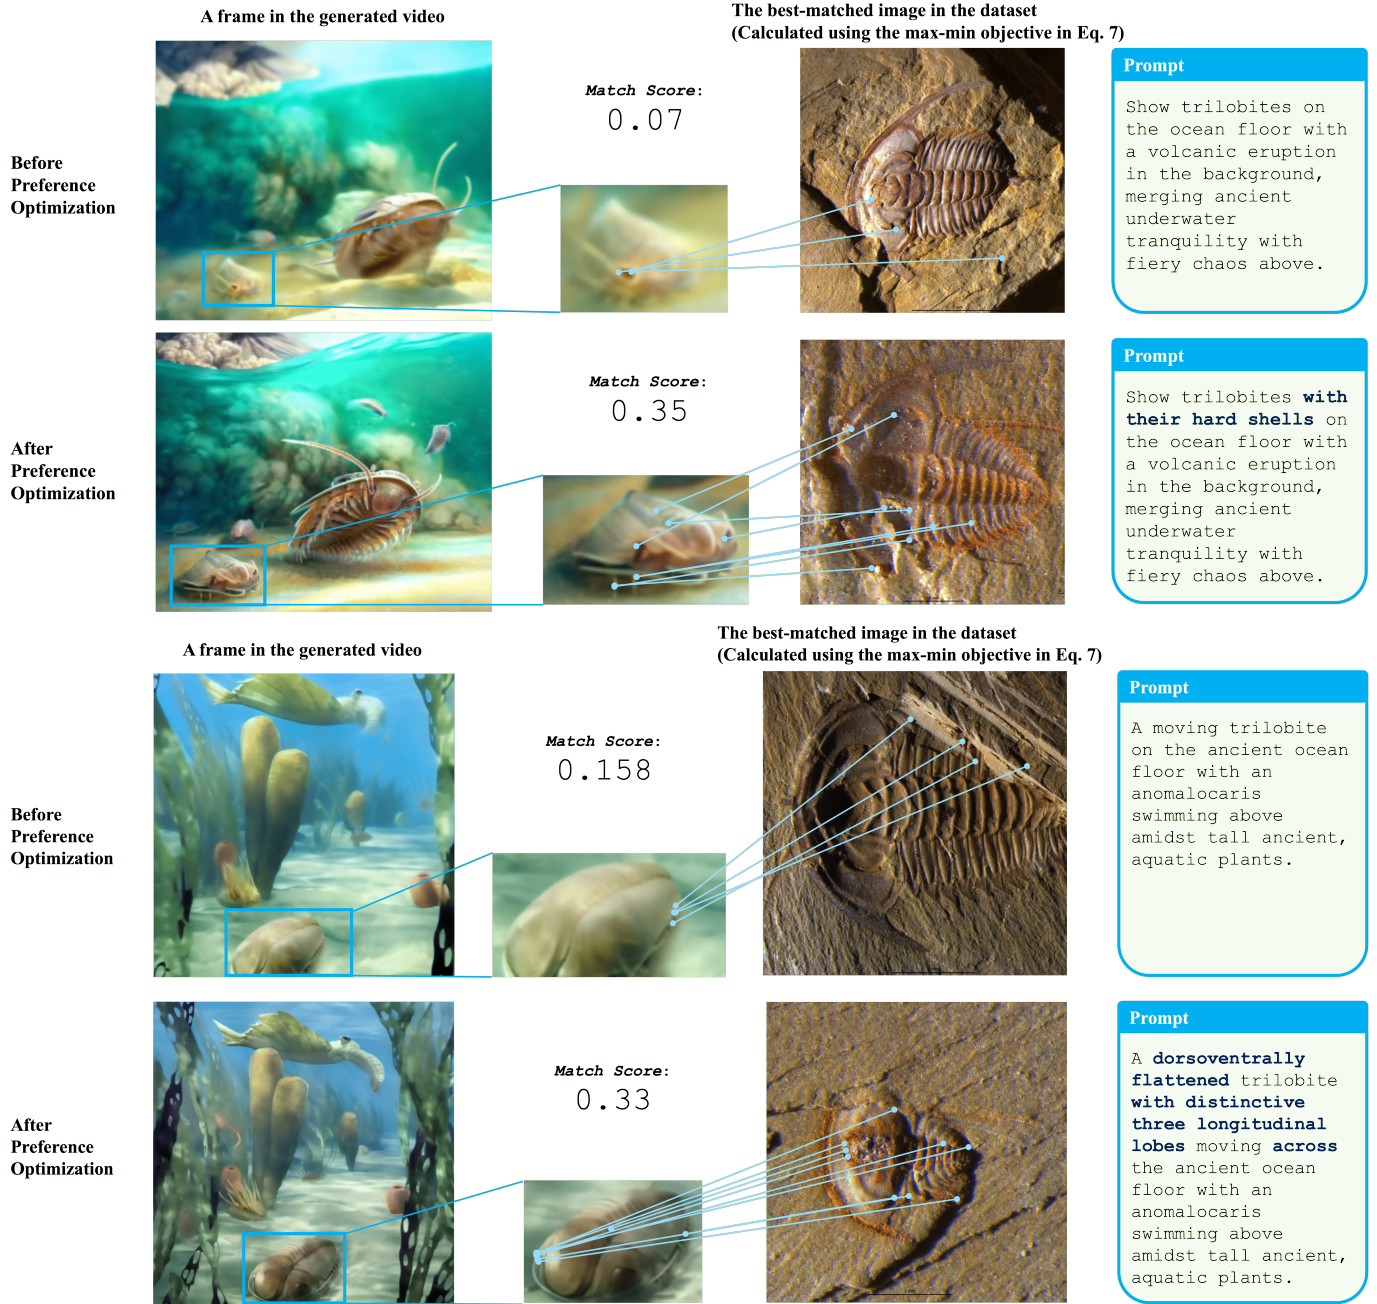 A frame in the generated video
The best-matched image in the dataset
(Calculated using the max-min objective in Eq. 7)
Before
Preference
Optimization
Match Score:
0.07
Prompt
Show trilobites on
the ocean floor with
a volcanic eruption
in the background,
merging ancient
underwater
tranquility with
fiery chaos above.
After
Preference
Optimization
Match Score:
0.35
Prompt
Show trilobites with
their hard shells on
the ocean floor with
a volcanic eruption
in the background,
merging ancient
underwater
tranquility with
fiery chaos above.
A frame in the generated video
The best-matched image in the dataset
(Calculated using the max-min objective in Eq. 7)
Before
Preference
Optimization
Match Score:
0.158
Prompt
A moving trilobite
on the ancient ocean
floor with an
anomalocaris
swimming above
amidst tall ancient,
aquatic plants.
After
Preference
Optimization
Match Score:
0.33
Prompt
A dorsoventrally
flattened trilobite
with distinctive
three longitudinal
lobes moving across
the ancient ocean
floor with an
anomalocaris
swimming above
amidst tall ancient,
aquatic plants.